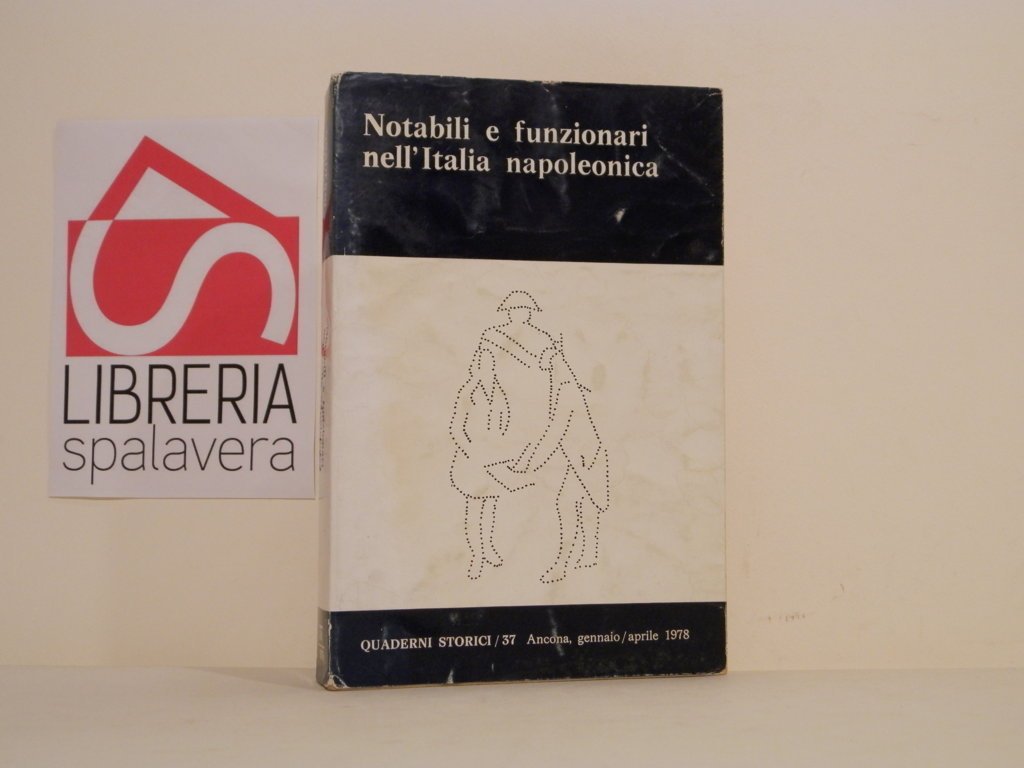 LIBRERIA
spalavera
Notabili e funzionari
nell'Italia napoleonica
QUADERNI STORICI/37 Ancona, gennaio/aprile 1978